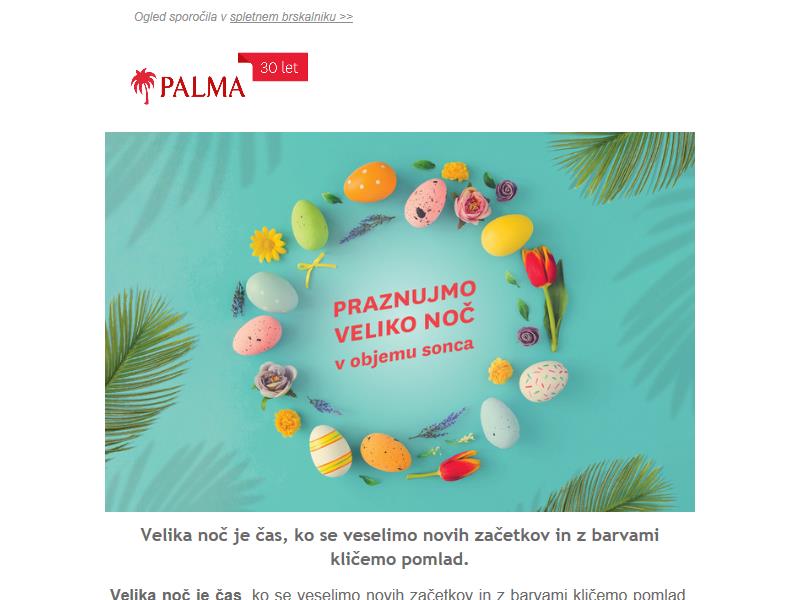 Ogled sporočila v spletnem brskalniku >>
PALMA
30 let
PRAZNUJMO
VELIKO NOČ
v objemu sonca
Velika noč je čas, ko se veselimo novih začetkov in z barvami
kličemo pomlad.
Velika noč je čas, ko se veselimo novih začetkov in z barvami kličemo pomlad.